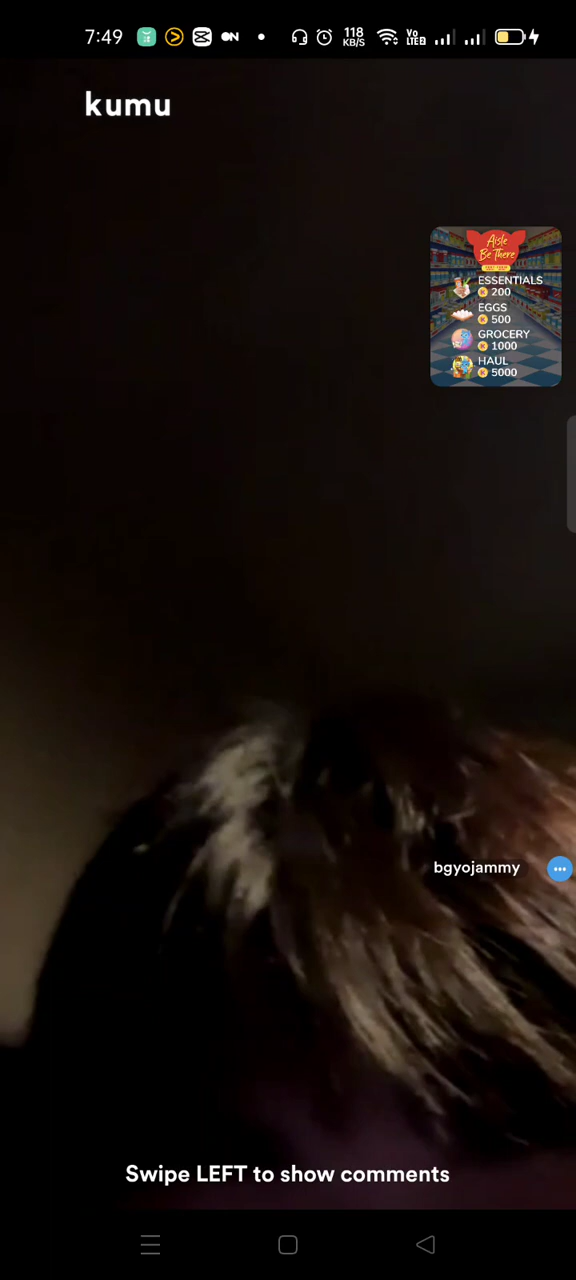 7:49
ON
118
KB/S
Vo
LTE2
kumu
Aisle
Be There
ESSENTIALS
200
EGGS
500
GROCERY
1000
HAUL
5000
bgyojammy
Swipe LEFT to show comments